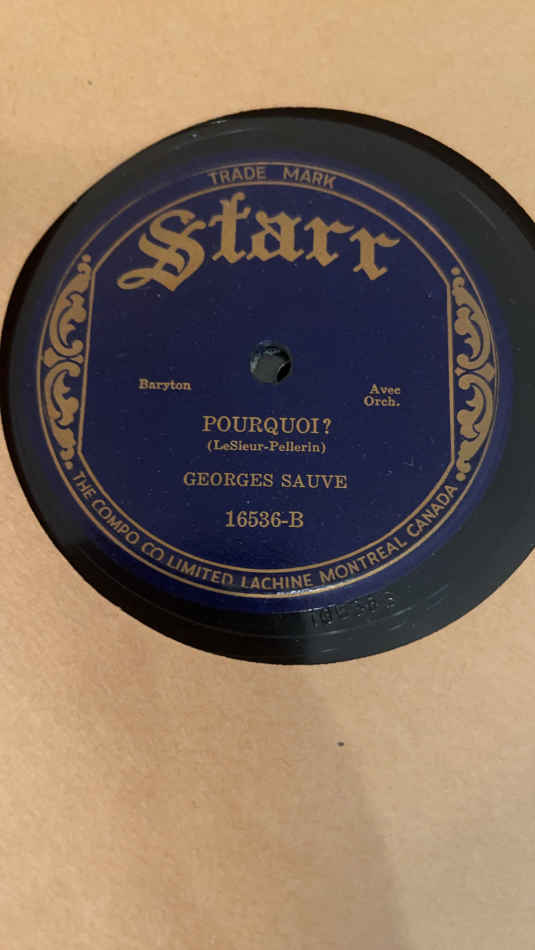 TRADE MARK
Starr
Baryton
Avec
Orch.
POURQUOI?
(LeSieur-Pellerin)
GEORGES SAUVE
16536-B
THE COMPO CO. LIMITED LACHINE MONTREAL CANADA